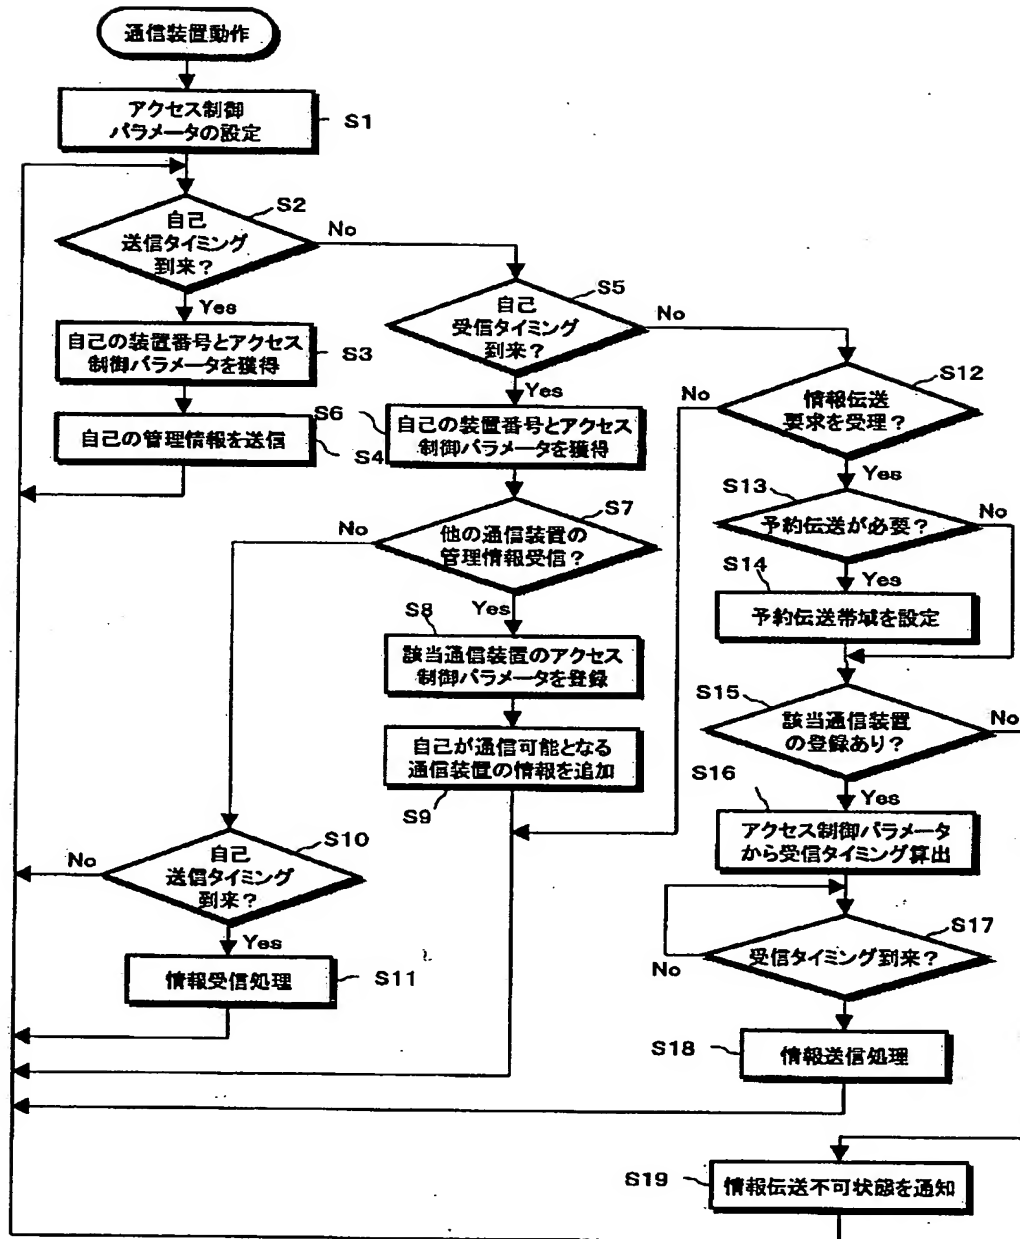 通信装置動作
アクセス制御
パラメータの設定
S1
自己
送信タイミング
到来?
S2
No
Yes
自己の装置番号とアクセス
制御パラメータを獲得
S3
自己の管理情報を送信
S4
自己
受信タイミング
到来?
S5
No
Yes
S6
自己の装置番号とアクセス
制御パラメータを獲得
他の通信装置の
管理情報受信?
S7
No
Yes
S8
該当通信装置のアクセス
制御パラメータを登録
自己が通信可能となる
通信装置の情報を追加
S9
自己
送信タイミング
到来?
S10
No
Yes
情報受信処理
S11
情報伝送
要求を受理?
S12
No
Yes
S13
予約伝送が必要?
No
Yes
S14
予約伝送帯域を設定
S15
該当通信装置
の登録あり?
No
Yes
S16
アクセス制御パラメータ
から受信タイミング算出
S17
受信タイミング到来?
No
S18
情報送信処理
S19
情報伝送不可状態を通知